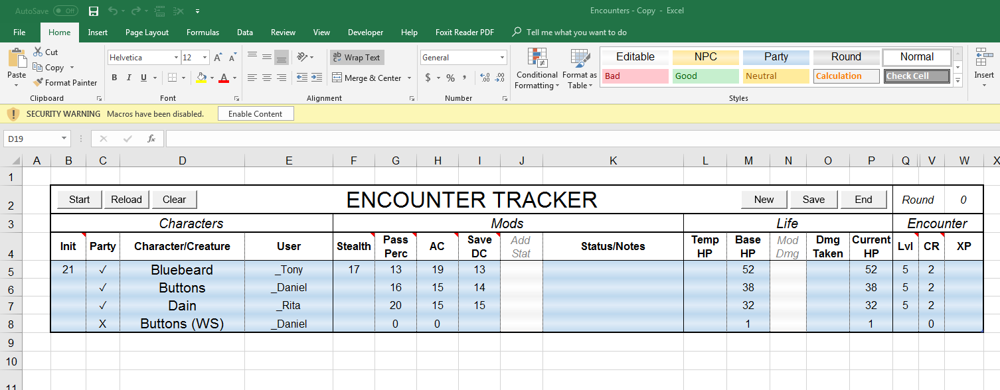 AutoSave Off Encounters - Copy - Excel
File Home Insert Page Layout Formulas Data Review View Developer Help Foxit Reader PDF Tell me what you want to do
Paste
Cut
Copy
Format Painter
Clipboard
Helvetica 12
B I U
Font
Wrap Text
Merge & Center
Alignment
General
$ % ,
Number
Conditional Formatting
Format as Table
Editable NPC Party Round Normal
Bad Good Neutral Calculation Check Cell
Styles
Insert
! SECURITY WARNING Macros have been disabled. Enable Content
D19 fx
A B C D E F G H I J K L M N O P Q V W X
1
2 Start Reload Clear ENCOUNTER TRACKER New Save End Round 0
3 Characters Mods Life Encounter
4 Init Party Character/Creature User Stealth Pass Perc AC Save DC Add Stat Status/Notes Temp HP Base HP Mod Dmg Dmg Taken Current HP Lvl CR XP
5 21 ✓ Bluebeard _Tony 17 13 19 13 52 52 5 2
6 ✓ Buttons _Daniel 16 15 14 38 38 5 2
7 ✓ Dain _Rita 20 15 15 32 32 5 2
8 X Buttons (WS) _Daniel 0 0 1 1 0
9
10
11